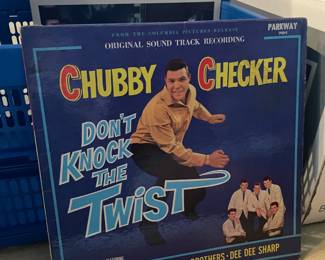 FROM THE COLUMBIA PICTURES RELEASE
PARKWAY
ORIGINAL SOUND TRACK RECORDING
CHUBBY CHECKER
DON'T
KNOCK
THE
TWIST
BROTHERS · DEE DEE SHARP